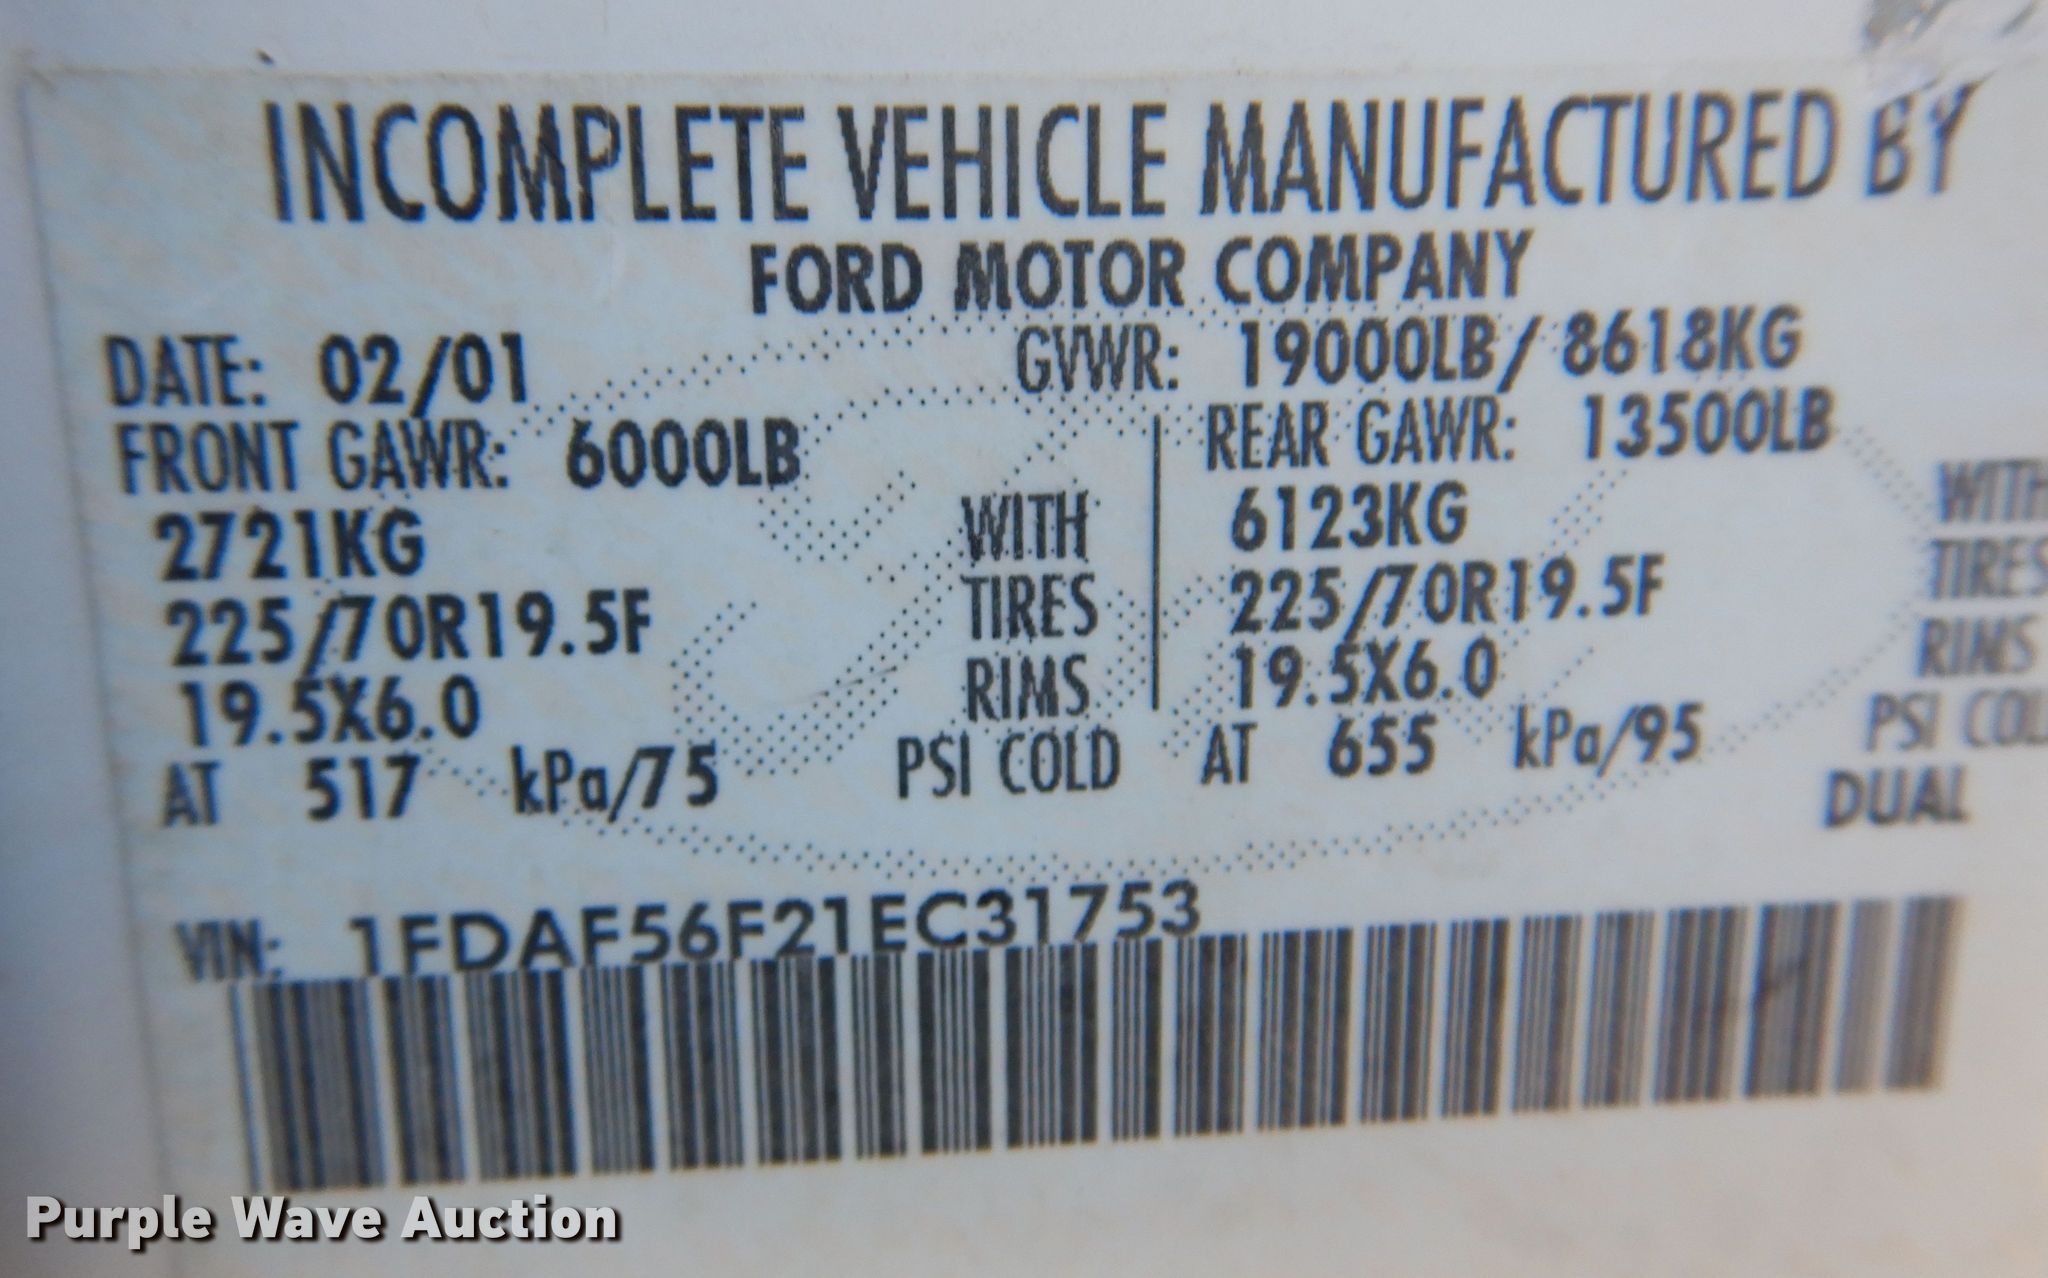 INCOMPLETE VEHICLE MANUFACTURED BY
FORD MOTOR COMPANY
DATE: 02/01 GVWR: 19000LB/ 8618KG
FRONT GAWR: 6000LB REAR GAWR: 13500LB
2721KG WITH 6123KG WITH
225/70R19.5F TIRES 225/70R19.5F TIRES
19.5X6.0 RIMS 19.5X6.0 RIMS
AT 517 kPa/75 PSI COLD AT 655 kPa/95 PSI COL
DUAL
VIN: 1FDAF56F21EC31753
Purple Wave Auction